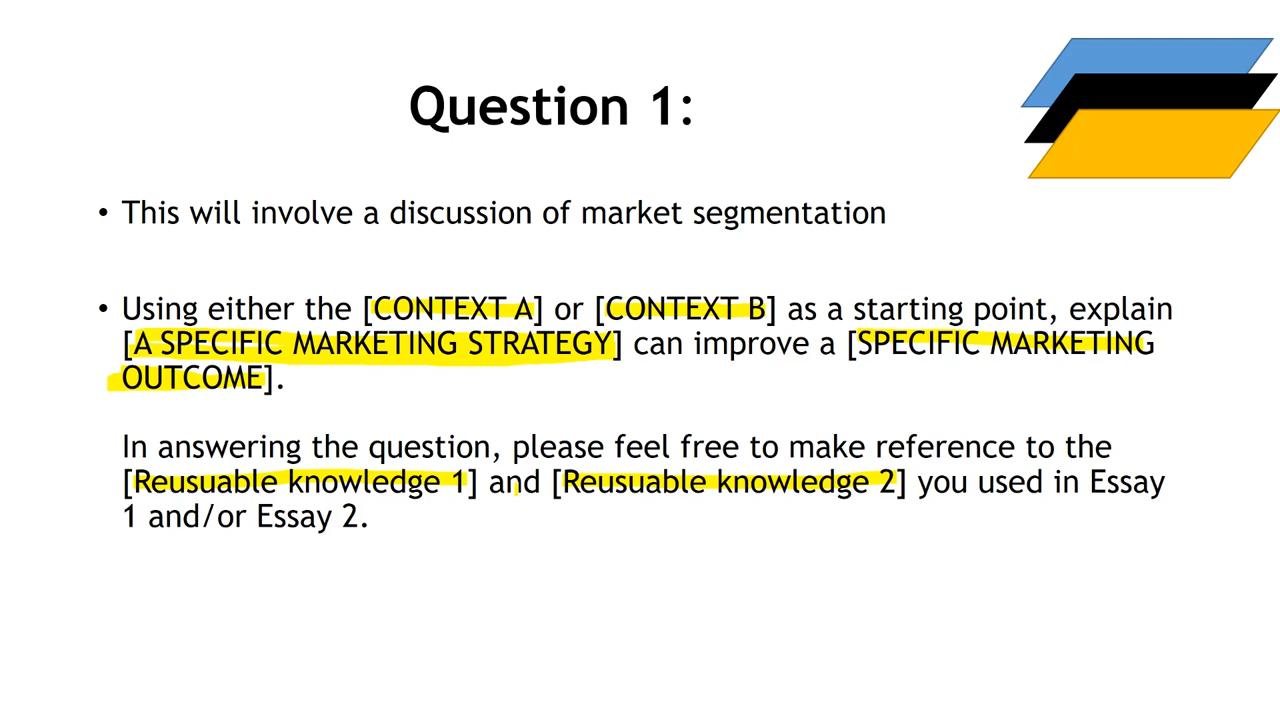 Question 1:
• This will involve a discussion of market segmentation
• Using either the [CONTEXT A] or [CONTEXT B] as a starting point, explain
[A SPECIFIC MARKETING STRATEGY] can improve a [SPECIFIC MARKETING
OUTCOME].
In answering the question, please feel free to make reference to the
[Reusuable knowledge 1] and [Reusuable knowledge 2] you used in Essay
1 and/or Essay 2.